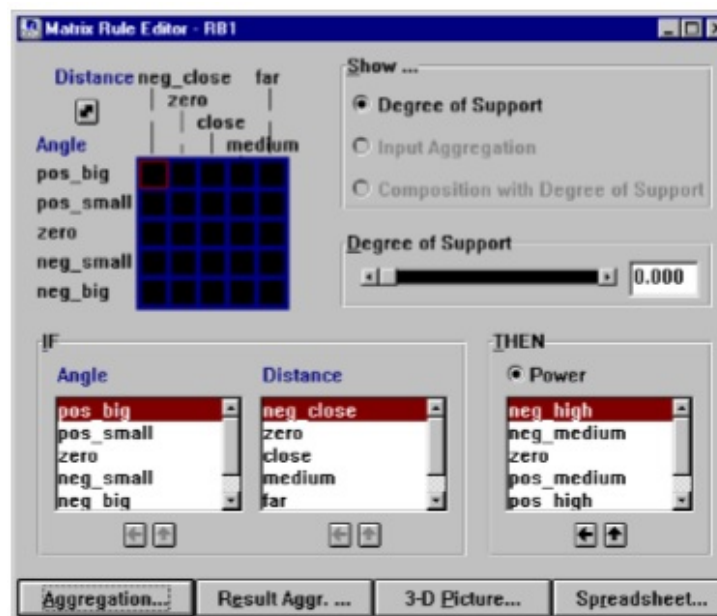 Matrix Rule Editor - RB1
Distance neg_close far
zero
close
Angle medium
pos_big
pos_small
zero
neg_small
neg_big
Show ...
Degree of Support
Input Aggregation
Composition with Degree of Support
Degree of Support
0.000
IF
Angle
pos_big
pos_small
zero
neg_small
neg_big
Distance
neg_close
zero
close
medium
far
THEN
Power
neg_high
neg_medium
zero
pos_medium
pos_high
Aggregation...
Result Aggr. ...
3-D Picture...
Spreadsheet...